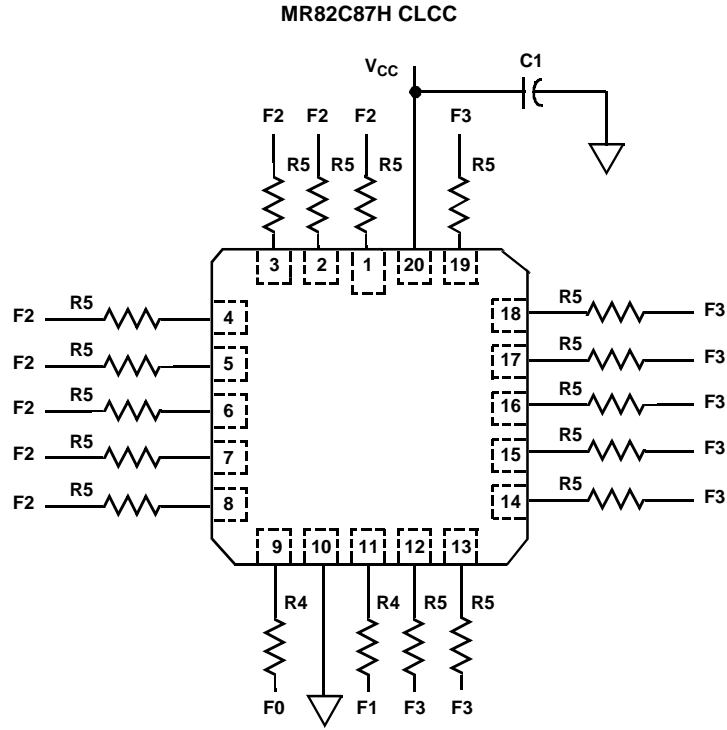 MR82C87H CLCC
VCC
C1
F2 F2 F2 F3
R5 R5 R5 R5
3 2 1 20 19
F2 R5 4
F2 R5 5
F2 R5 6
F2 R5 7
F2 R5 8
18 R5 F3
17 R5 F3
16 R5 F3
15 R5 F3
14 R5 F3
9 10 11 12 13
R4 R4 R5 R5
F0 F1 F3 F3